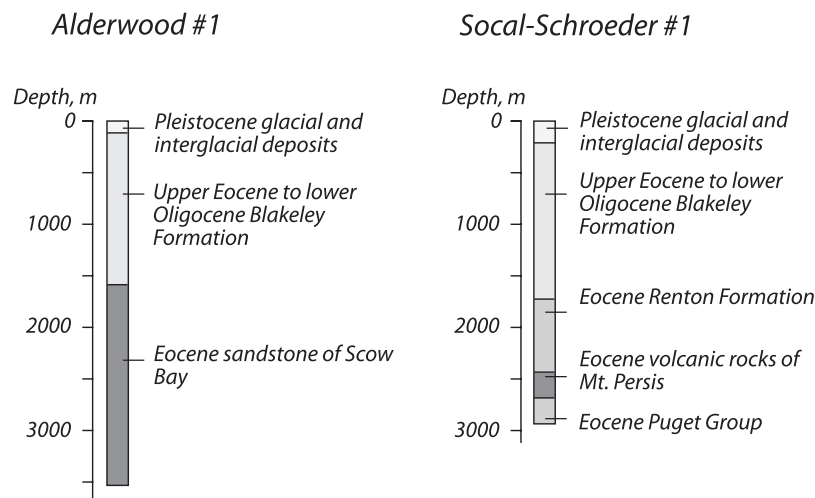 Alderwood #1
Depth, m
0
Pleistocene glacial and
interglacial deposits
Upper Eocene to lower
Oligocene Blakeley
Formation
1000
2000
Eocene sandstone of Scow
Bay
3000
Socal-Schroeder #1
Depth, m
0
Pleistocene glacial and
interglacial deposits
Upper Eocene to lower
Oligocene Blakeley
Formation
1000
Eocene Renton Formation
2000
Eocene volcanic rocks of
Mt. Persis
Eocene Puget Group
3000